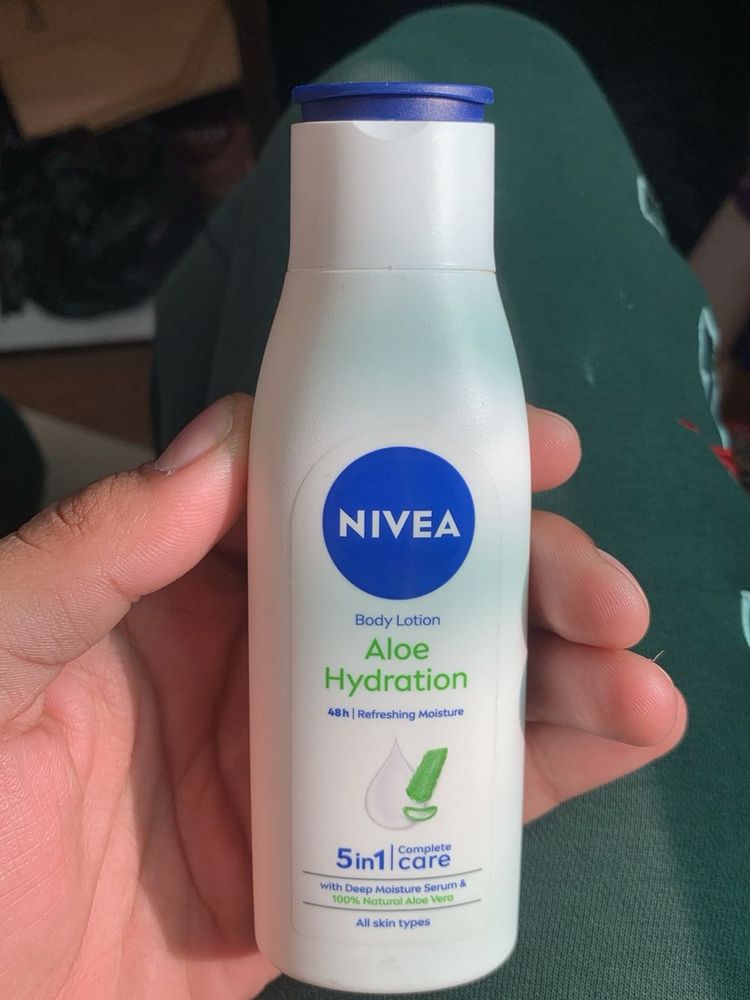 NIVEA
Body Lotion
Aloe
Hydration
48h | Refreshing Moisture
5in1 | Complete care
with Deep Moisture Serum &
100% Natural Aloe Vera
All skin types